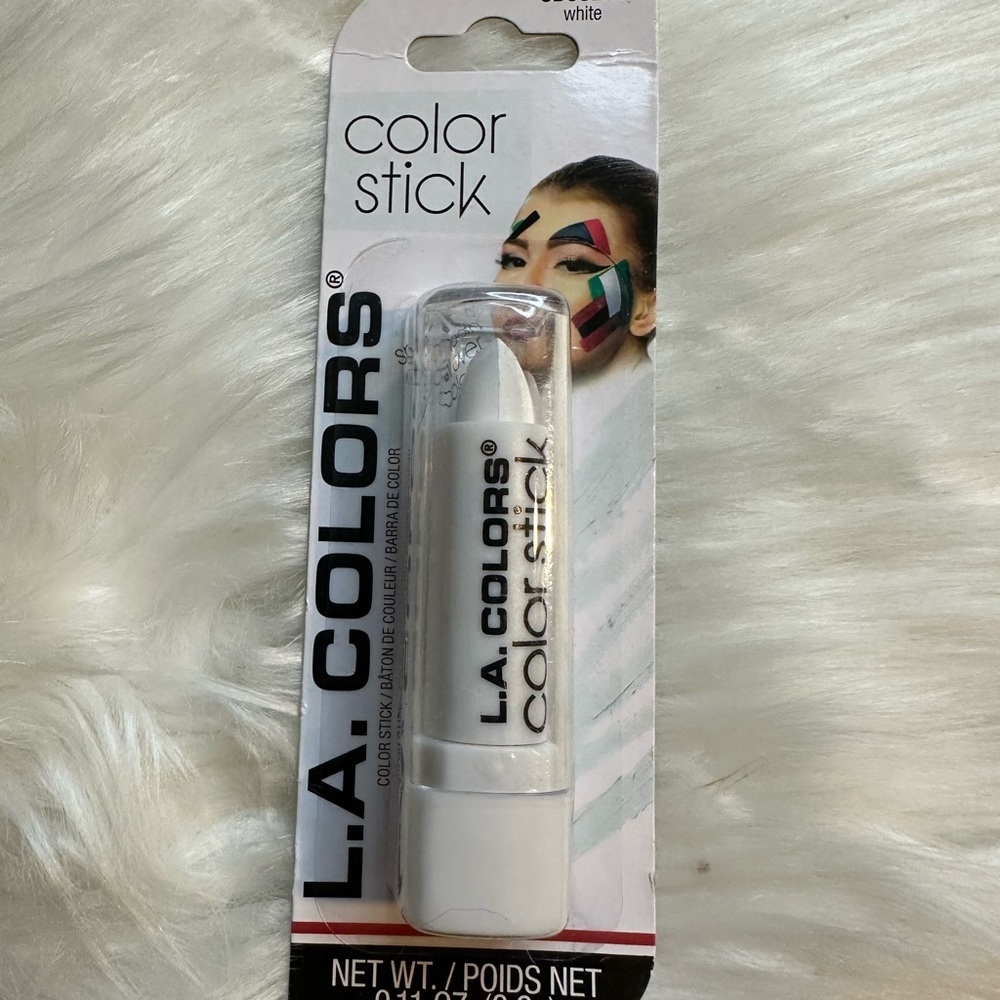 white
color
stick
L.A. COLORS®
COLOR STICK / BÂTON DE COULEUR / BARRA DE COLOR
L.A. COLORS®
color stick
NET WT. / POIDS NET